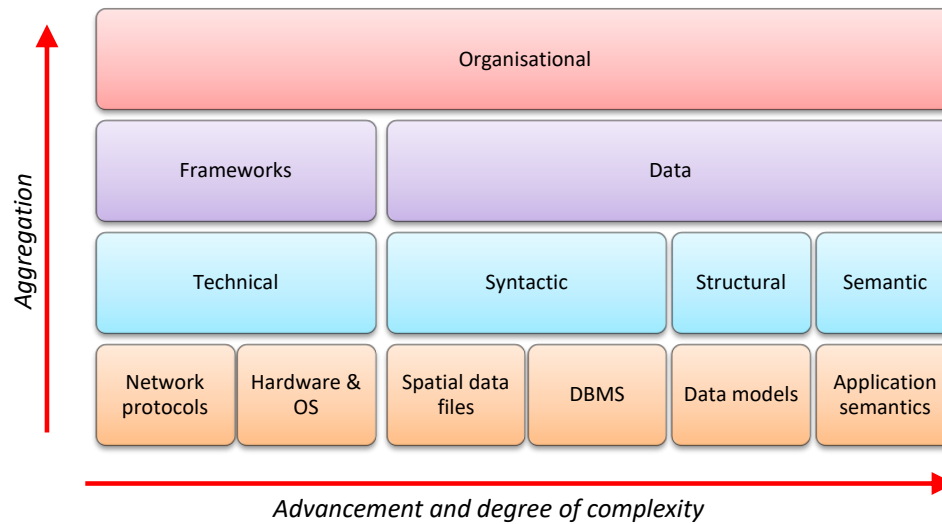 Organisational
Frameworks
Data
Technical
Syntactic
Structural
Semantic
Network
protocols
Hardware &
OS
Spatial data
files
DBMS
Data models
Application
semantics
Aggregation
Advancement and degree of complexity